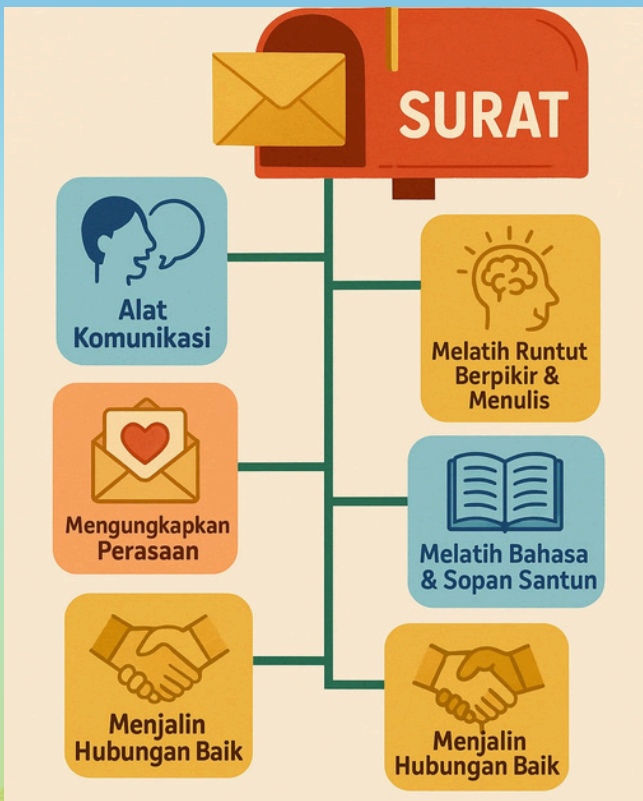 SURAT
Alat
Komunikasi
Melatih Runtut
Berpikir &
Menulis
Mengungkapkan
Perasaan
Melatih Bahasa
& Sopan Santun
Menjalin
Hubungan Baik
Menjalin
Hubungan Baik